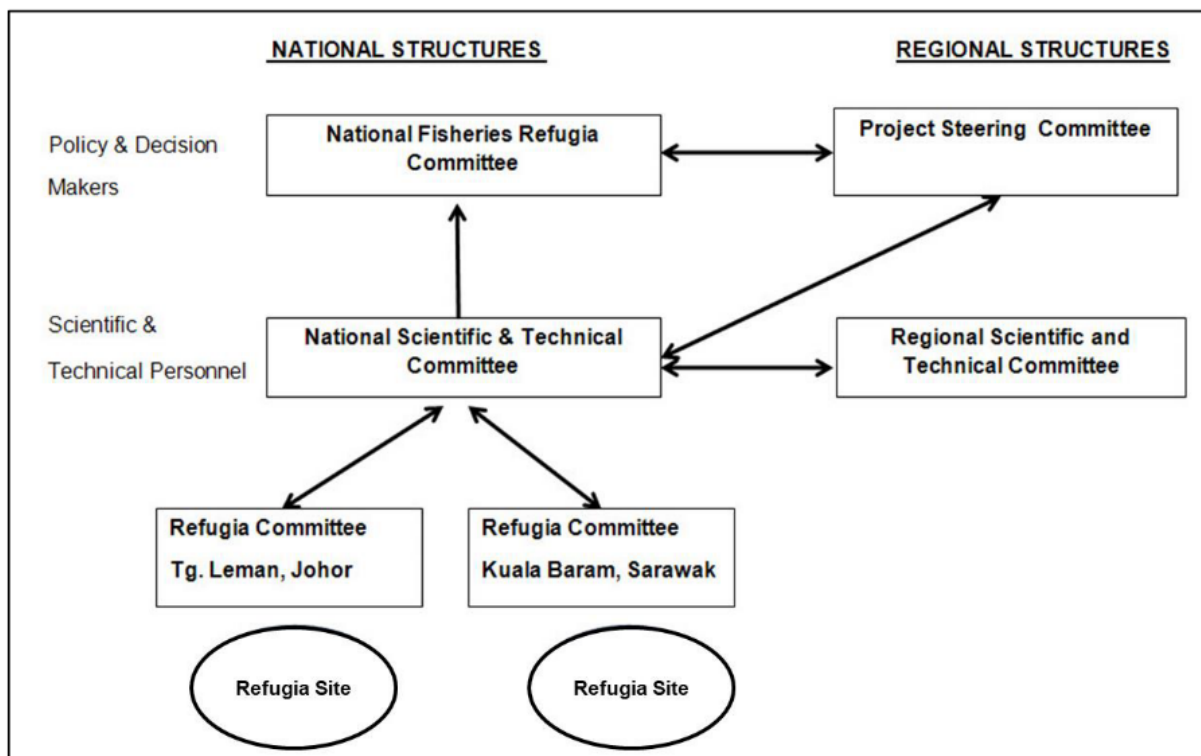 NATIONAL STRUCTURES
REGIONAL STRUCTURES
Policy & Decision
Makers
National Fisheries Refugia
Committee
Project Steering Committee
Scientific &
Technical Personnel
National Scientific & Technical
Committee
Regional Scientific and
Technical Committee
Refugia Committee
Tg. Leman, Johor
Refugia Committee
Kuala Baram, Sarawak
Refugia Site
Refugia Site